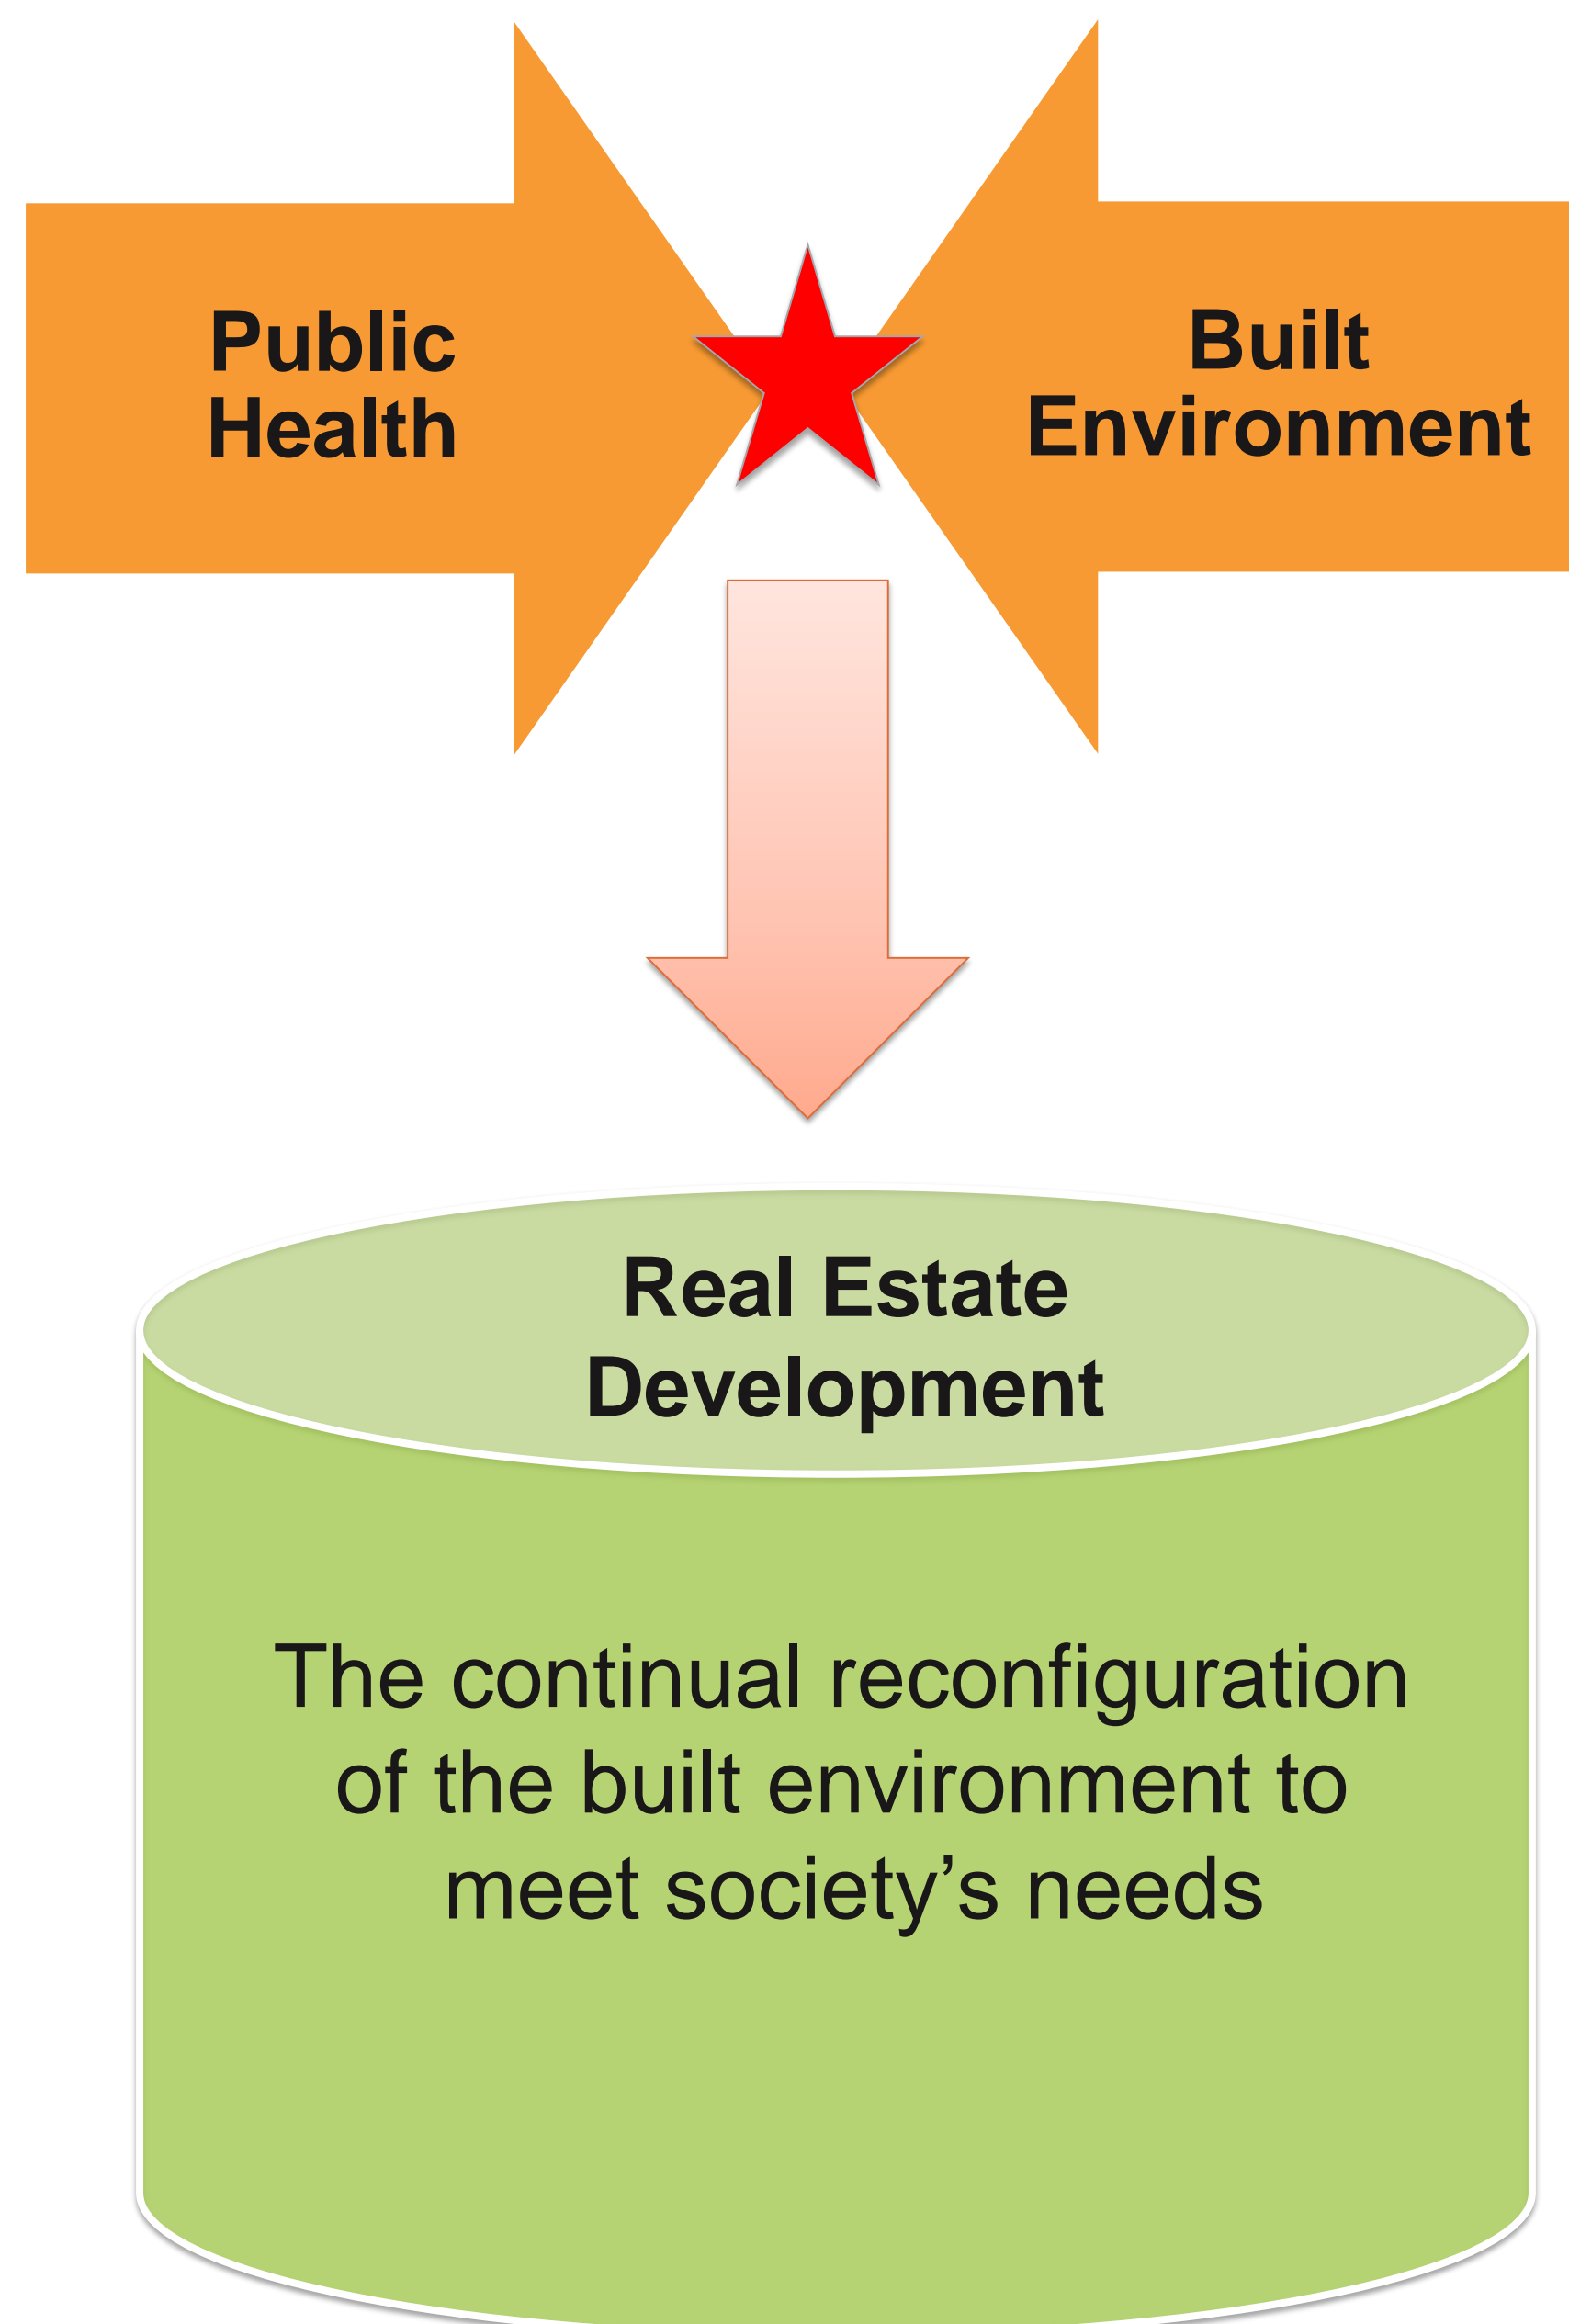 Public
Health
Built
Environment
Real Estate
Development
The continual reconfiguration
of the built environment to
meet society’s needs